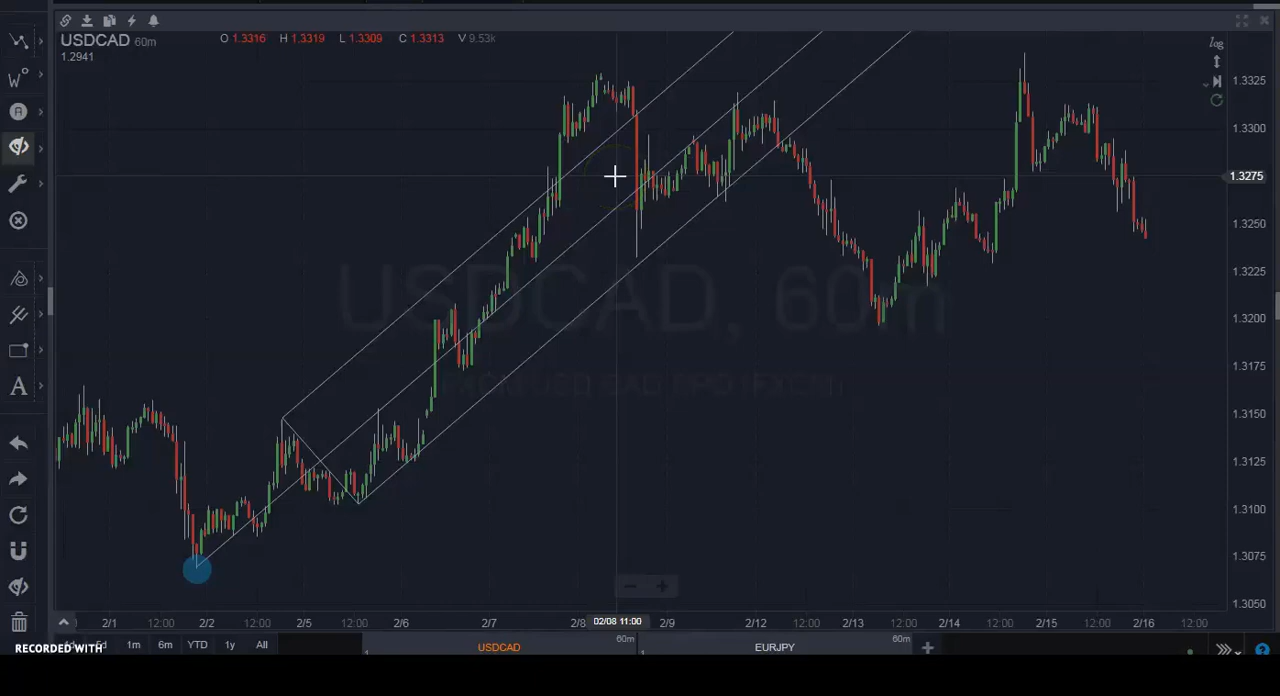 USDCAD 60m O 1.3316 H 1.3319 L 1.3309 C 1.3313 V 9.53k
1.2941
log
1.3325
1.3300
1.3275
1.3250
1.3225
1.3200
1.3175
1.3150
1.3125
1.3100
1.3075
1.3050
USDCAD, 60m
W
A
A
2/1 12:00 2/2 12:00 2/5 12:00 2/6 2/7 2/8 02/08 11:00 2/9 2/12 12:00 2/13 12:00 2/14 12:00 2/15 12:00 2/16 12:00
5d 1m 6m YTD 1y All 1 USDCAD 60m 1 EURJPY 60m
RECORDED WITH